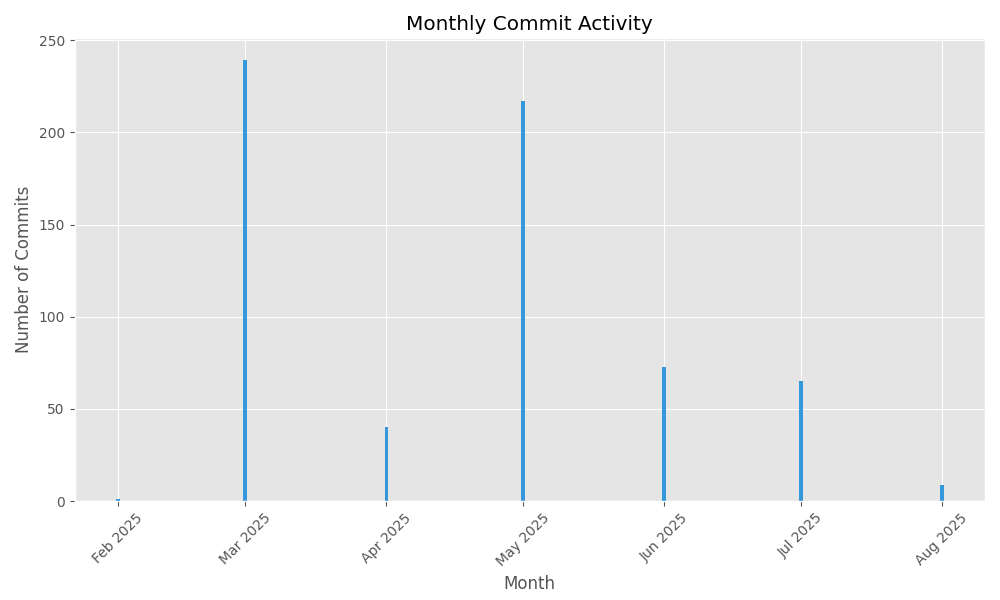 Monthly Commit Activity
250
200
150
100
50
0
Number of Commits
Feb 2025
Mar 2025
Apr 2025
May 2025
Jun 2025
Jul 2025
Aug 2025
Month